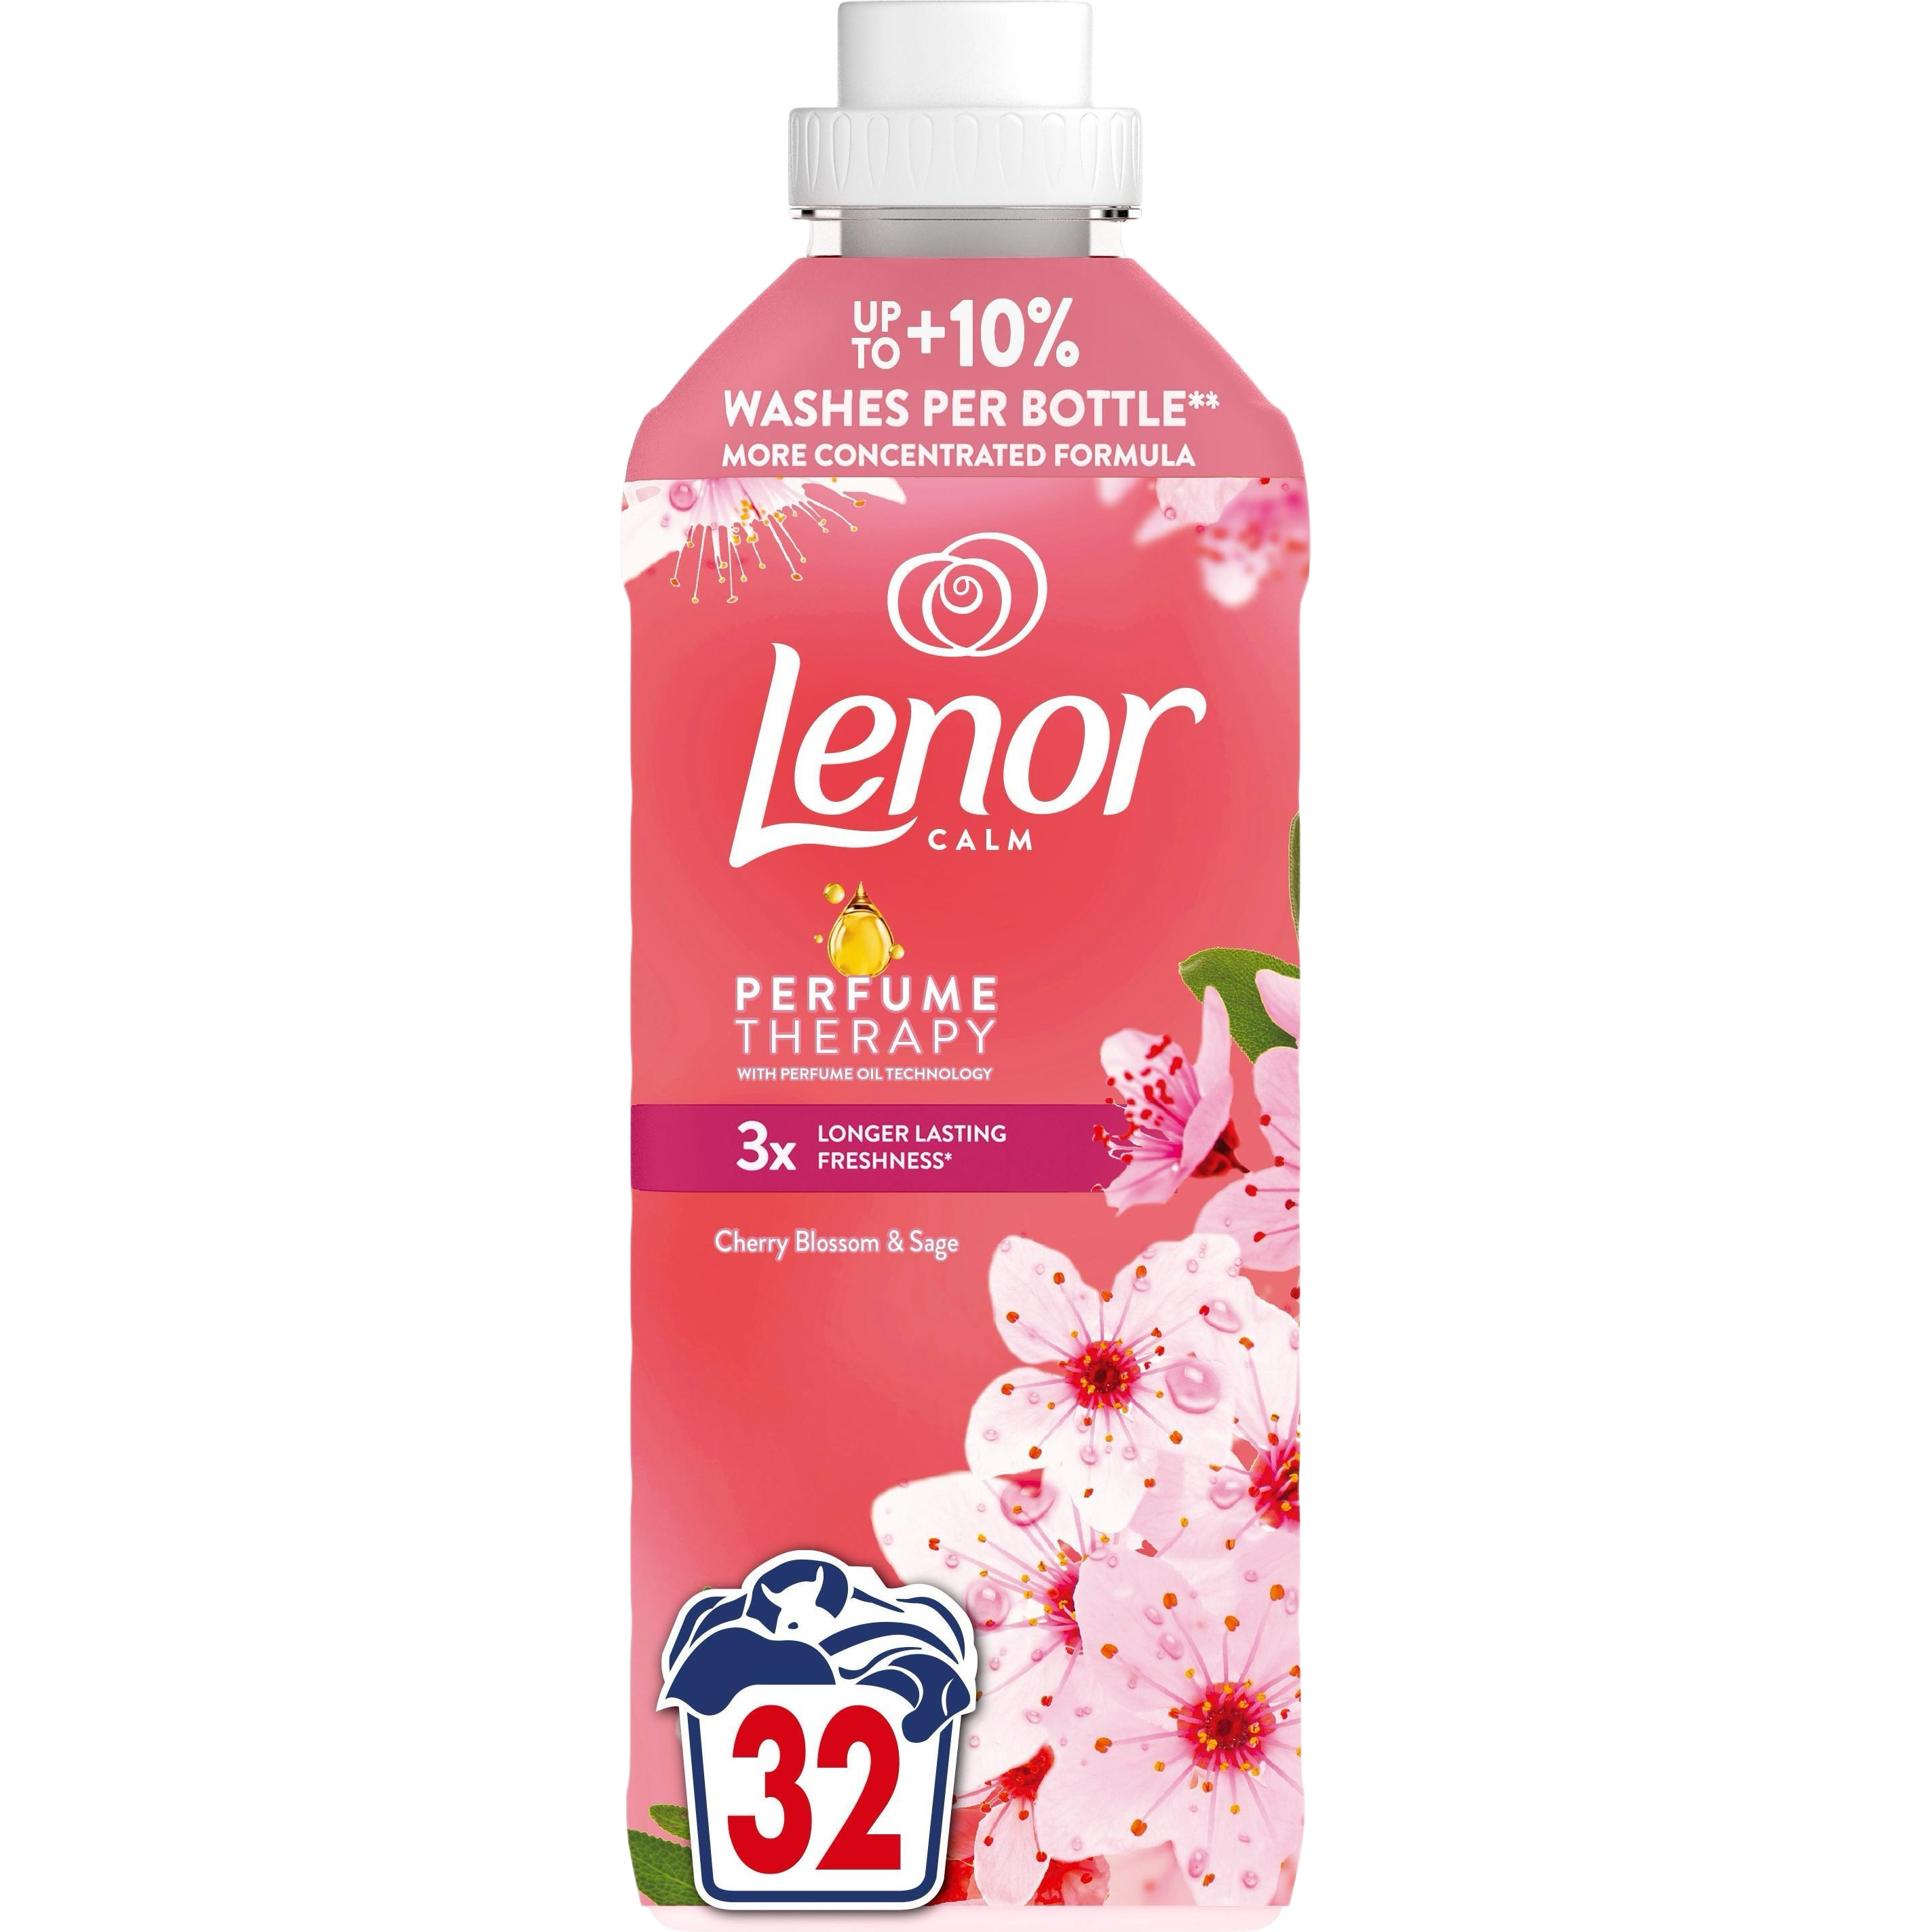 UP TO +10%
WASHES PER BOTTLE**
MORE CONCENTRATED FORMULA
Lenor
CALM
PERFUME
THERAPY
WITH PERFUME OIL TECHNOLOGY
3x LONGER LASTING
FRESHNESS*
Cherry Blossom & Sage
32